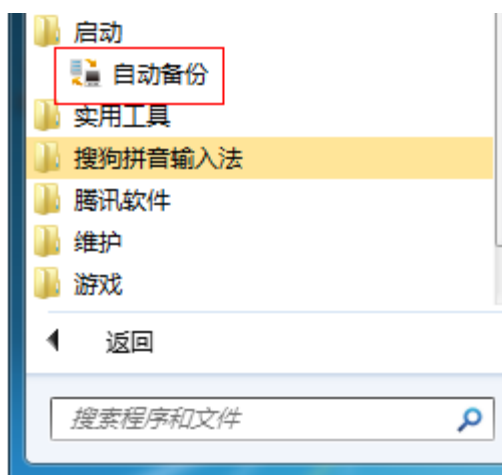 启动
自动备份
实用工具
搜狗拼音输入法
腾讯软件
维护
游戏
返回
搜索程序和文件